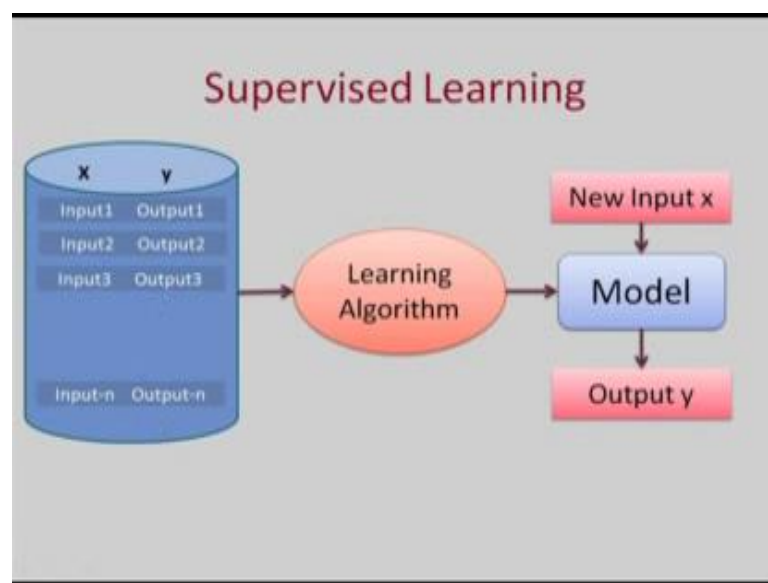 Supervised Learning
X y
Input1 Output1
Input2 Output2
Input3 Output3
Input-n Output-n
Learning
Algorithm
New Input x
Model
Output y